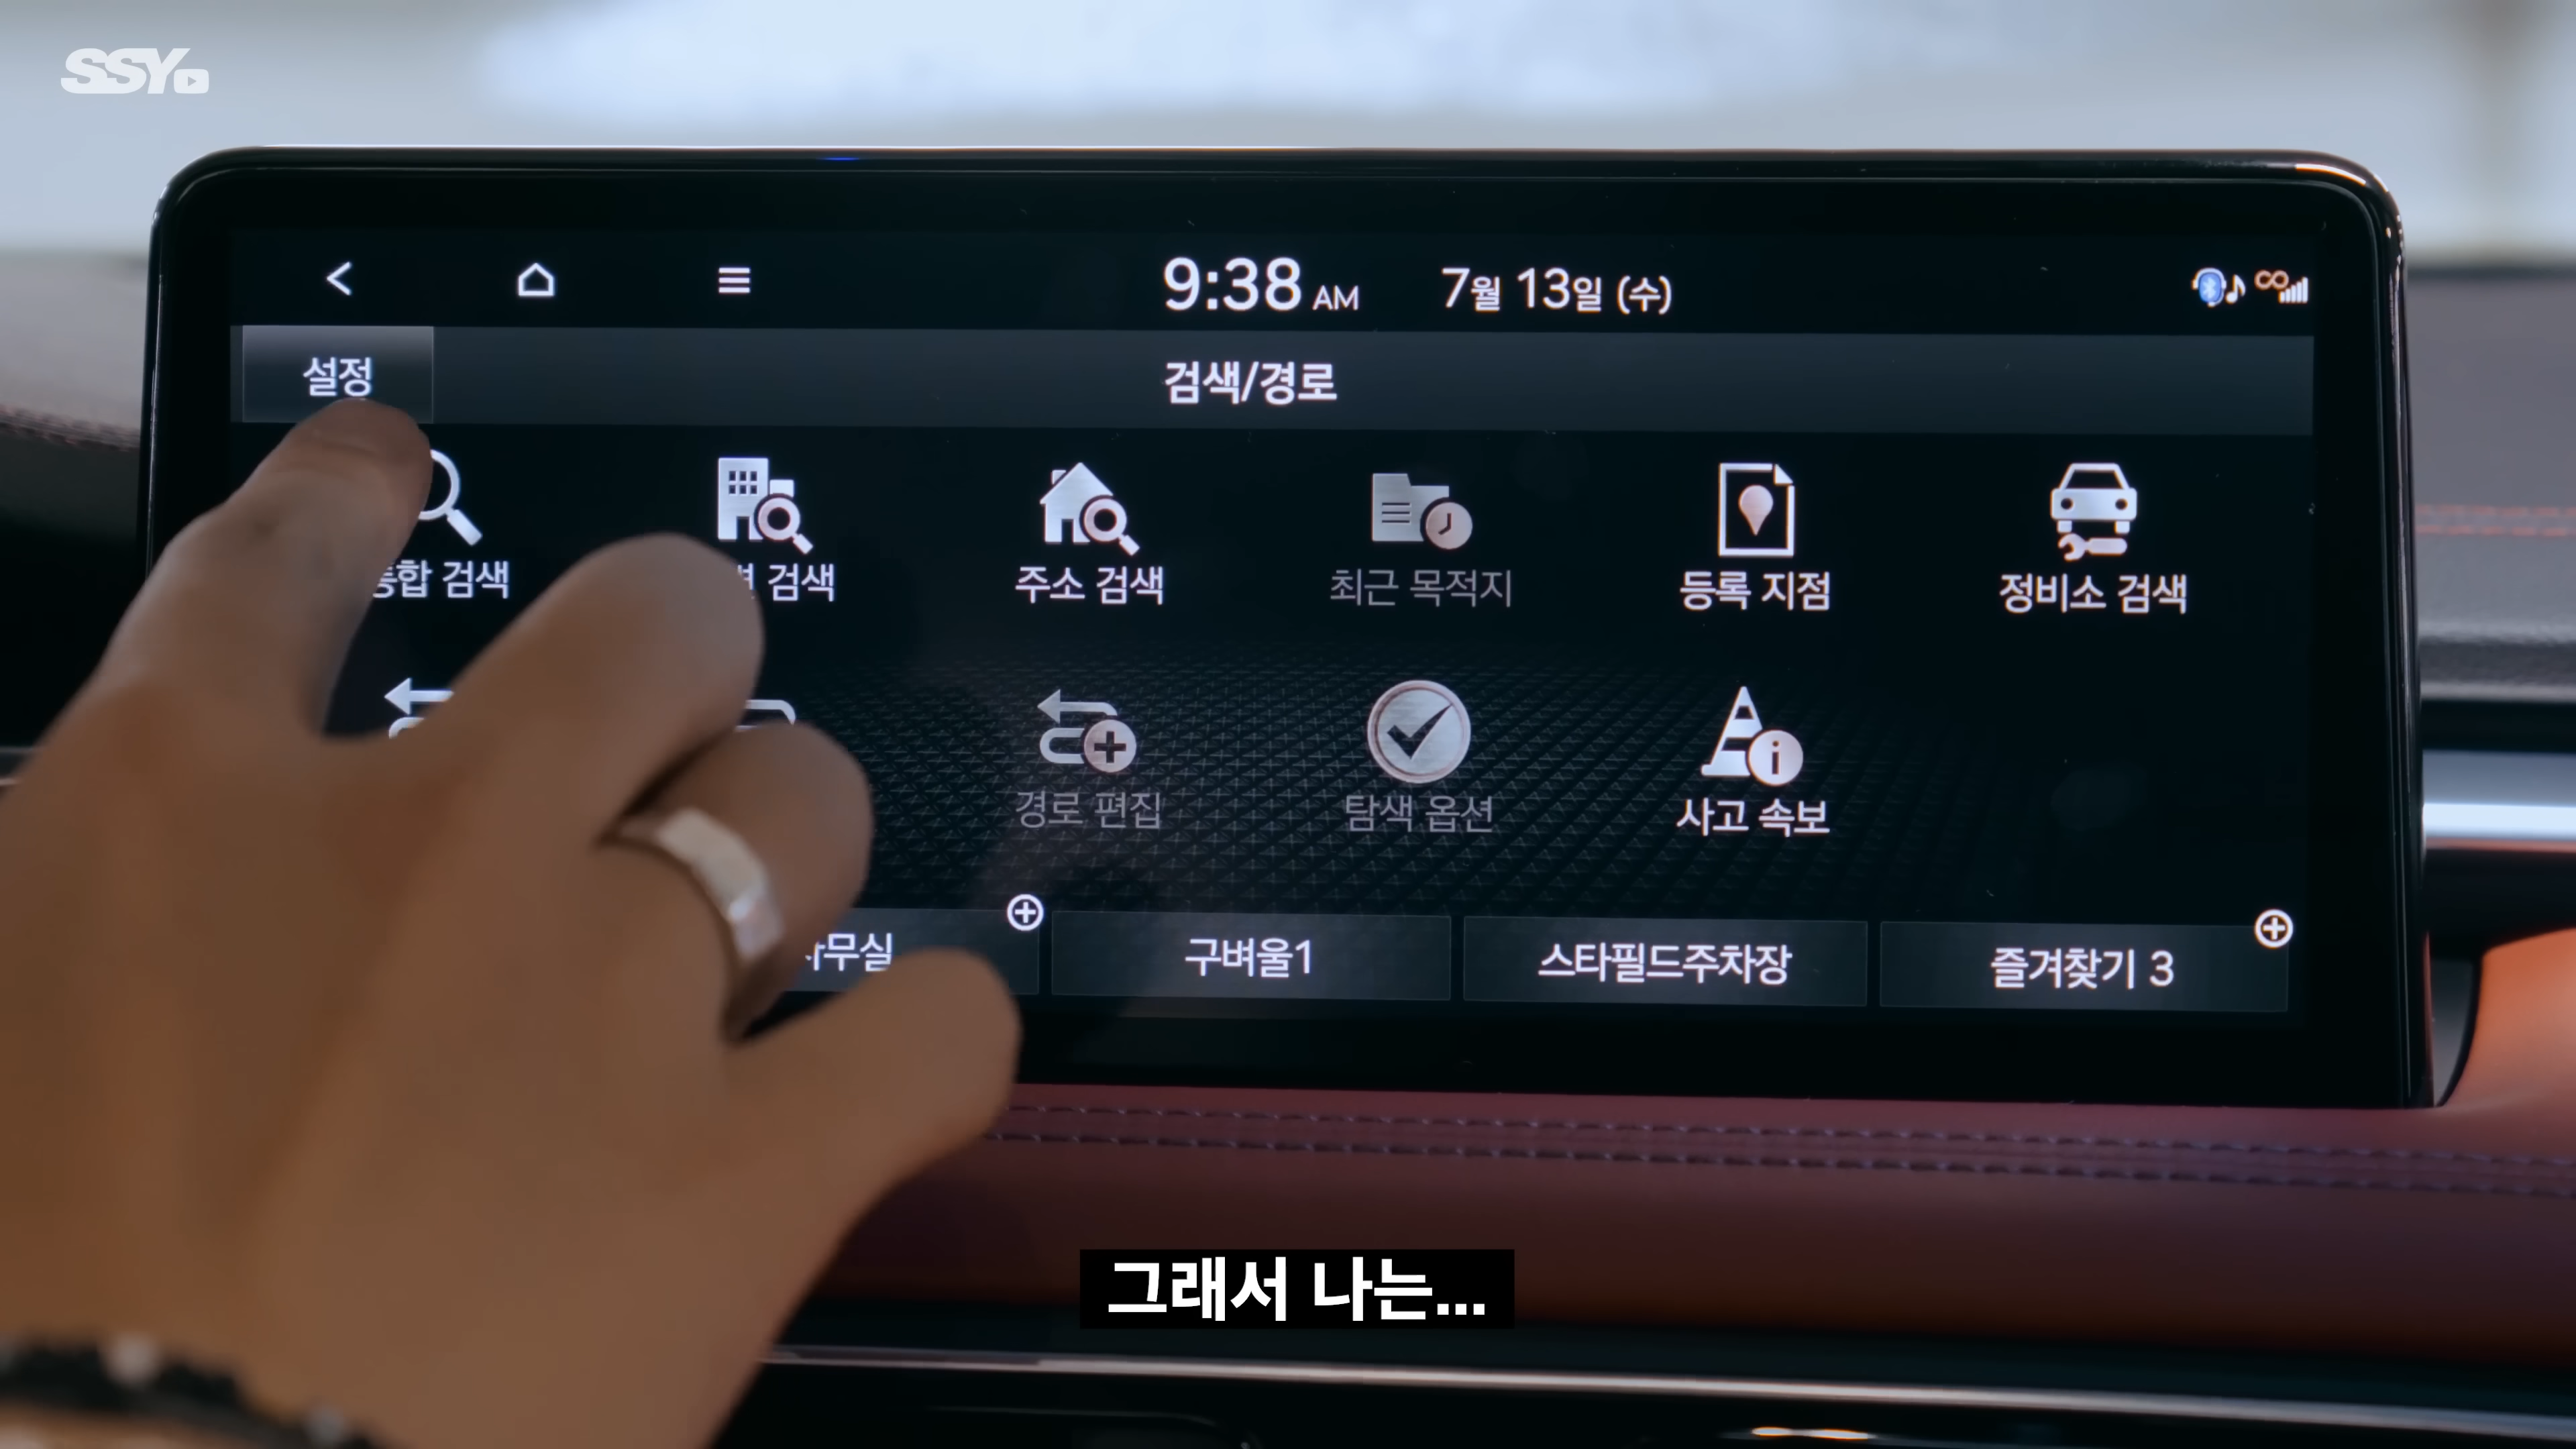 SSY
9:38 AM 7월 13일 (수)
설정
검색/경로
검색
검색
주소 검색
최근 목적지
등록 지점
정비소 검색
경로 편집
탐색 옵션
사고 속보
구벼울1
스타필드주차장
즐겨찾기 3
그래서 나는...